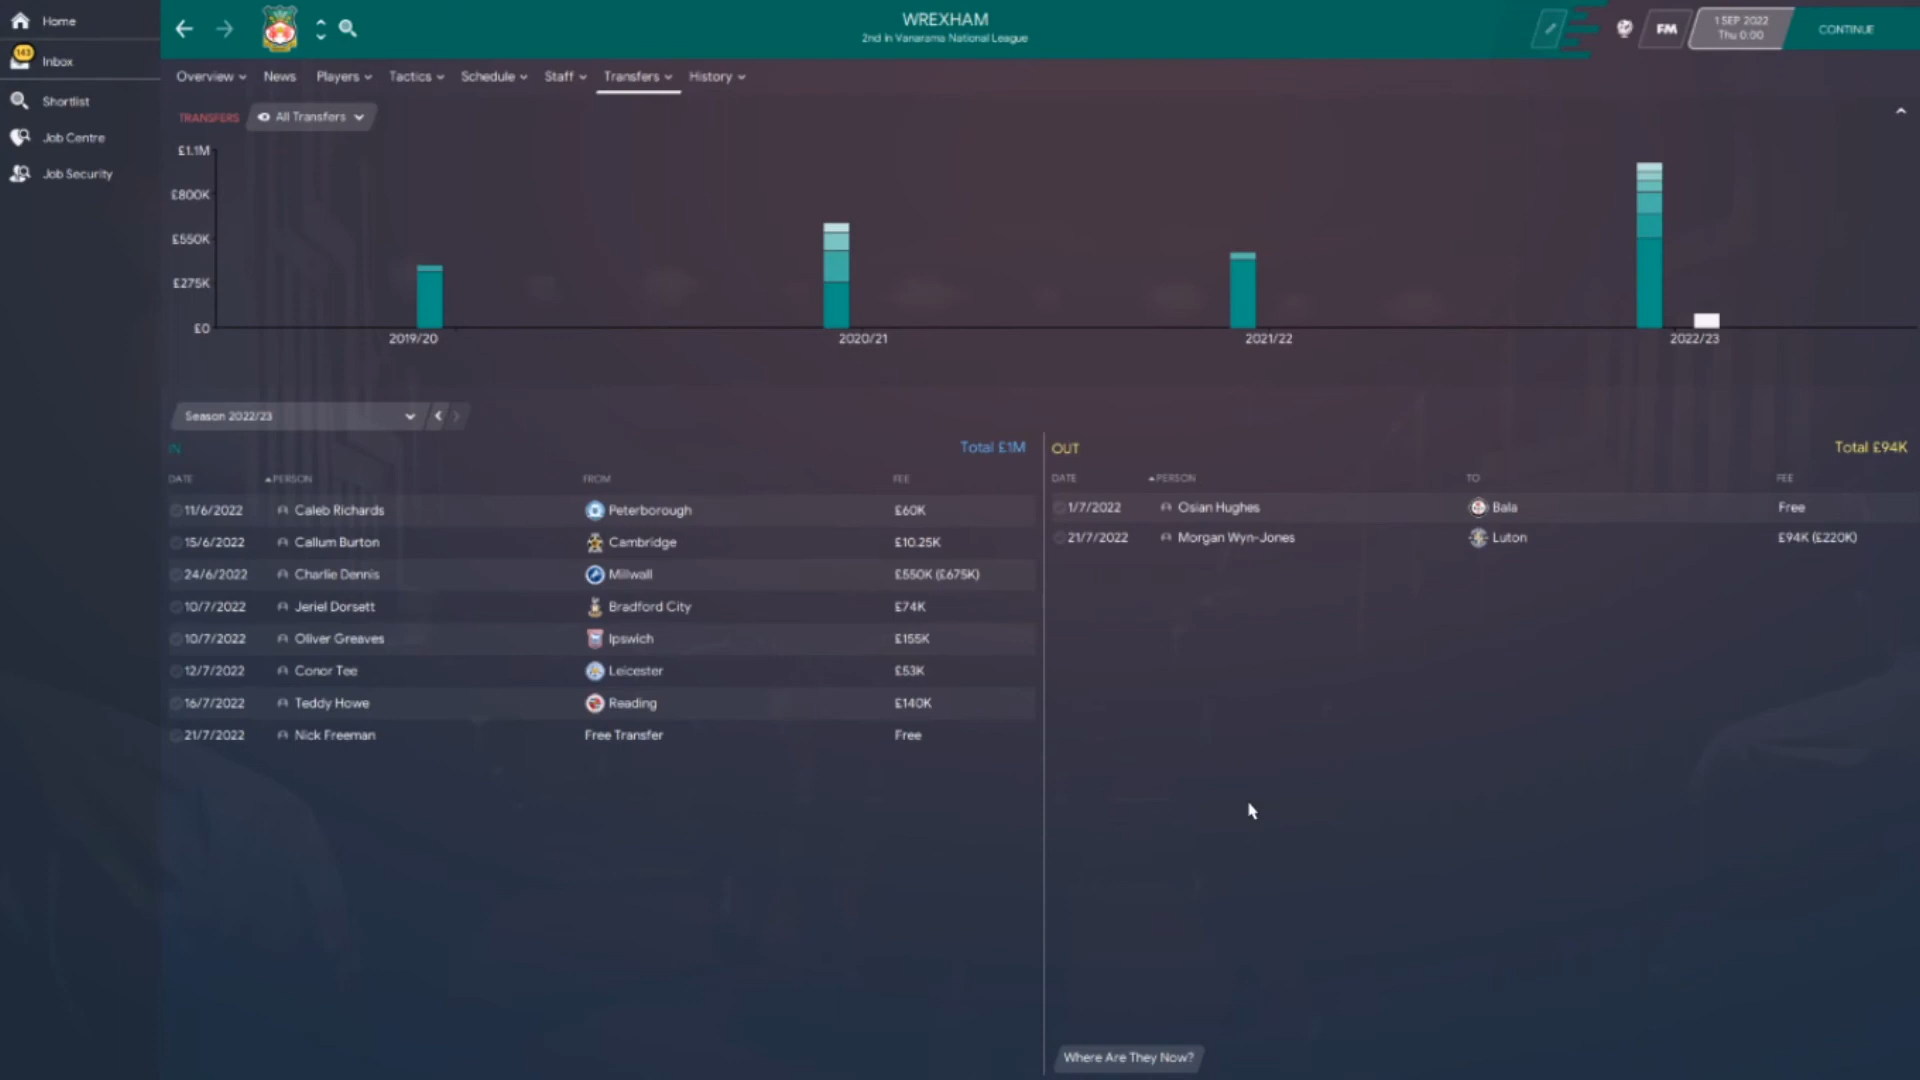 Home
143
Inbox
Shortlist
Job Centre
Job Security
WREXHAM
2nd in Vanarama National League
FM
1 SEP 2022
Thu 0:00
CONTINUE
Overview News Players Tactics Schedule Staff Transfers History
TRANSFERS All Transfers
£1.1M
£800K
£550K
£275K
£0
2019/20 2020/21 2021/22 2022/23
Season 2022/23
IN Total £1M
DATE PERSON FROM FEE
11/6/2022 Caleb Richards Peterborough £60K
15/6/2022 Callum Burton Cambridge £10.25K
24/6/2022 Charlie Dennis Millwall £550K (£675K)
10/7/2022 Jeriel Dorsett Bradford City £74K
10/7/2022 Oliver Greaves Ipswich £155K
12/7/2022 Conor Tee Leicester £53K
16/7/2022 Teddy Howe Reading £140K
21/7/2022 Nick Freeman Free Transfer Free
OUT Total £94K
DATE PERSON TO FEE
1/7/2022 Osian Hughes Bala Free
21/7/2022 Morgan Wyn-Jones Luton £94K (£220K)
Where Are They Now?